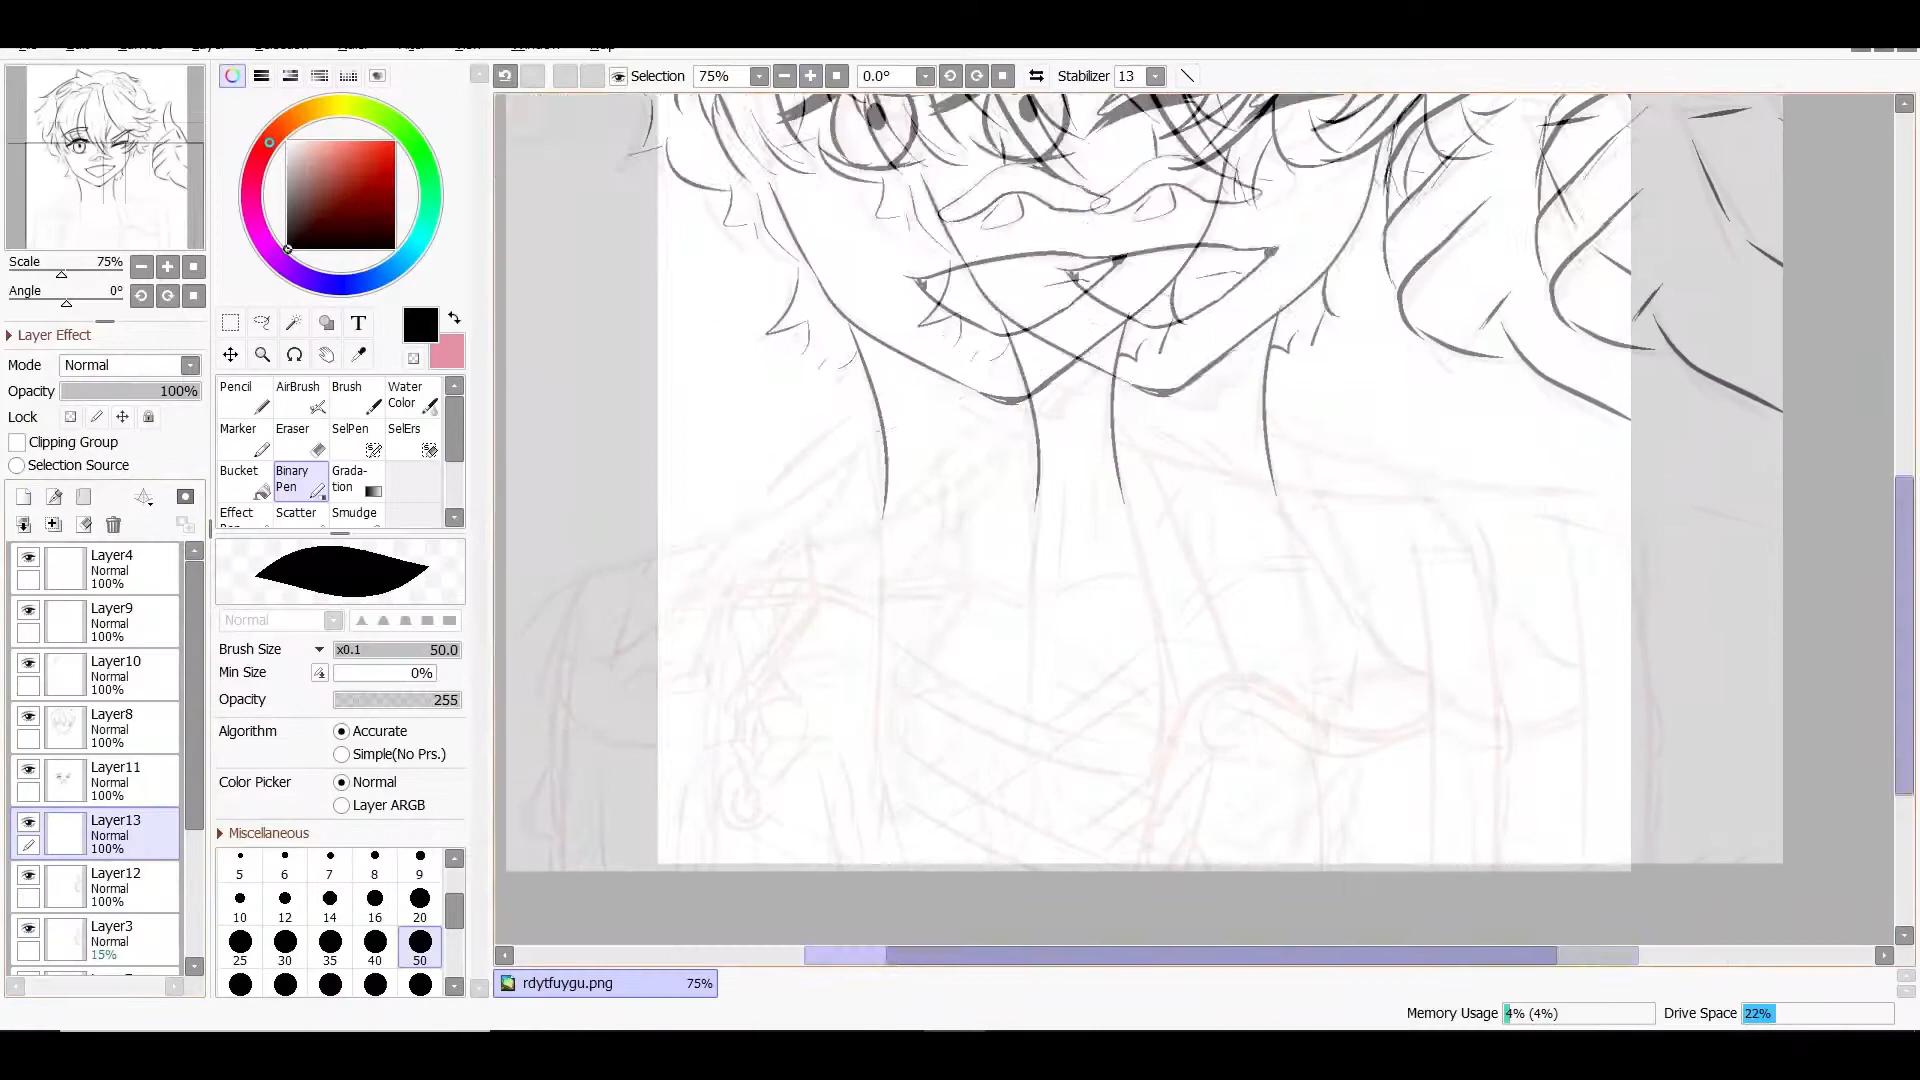 Selection 75% 0.0° Stabilizer 13
Scale 75%
Angle 0°
Layer Effect
Mode Normal
Opacity 100%
Lock
Clipping Group
Selection Source
Layer4
Normal
100%
Layer9
Normal
100%
Layer10
Normal
100%
Layer8
Normal
100%
Layer11
Normal
100%
Layer13
Normal
100%
Layer12
Normal
100%
Layer3
Normal
15%
T
Pencil AirBrush Brush Water Color
Marker Eraser SelPen SelErs
Bucket Binary Pen Grada-tion
Effect Scatter Smudge
Normal
Brush Size x0.1 50.0
Min Size 0%
Opacity 255
Algorithm Accurate
Simple(No Prs.)
Color Picker Normal
Layer ARGB
Miscellaneous
5 6 7 8 9
10 12 14 16 20
25 30 35 40 50
rdytfuygu.png 75%
Memory Usage 4% (4%) Drive Space 22%